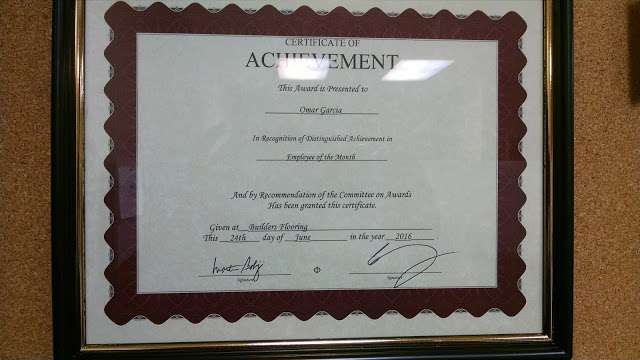 CERTIFICATE OF
ACHIEVEMENT
This Award is Presented to
Omar Garcia
In Recognition of Distinguished Achievement in
Employee of the Month
And by Recommendation of the Committee on Awards
Has been granted this certificate.
Given at Builders Flooring
This 24th day of June in the year 2016 .
Φ
Signature Signature